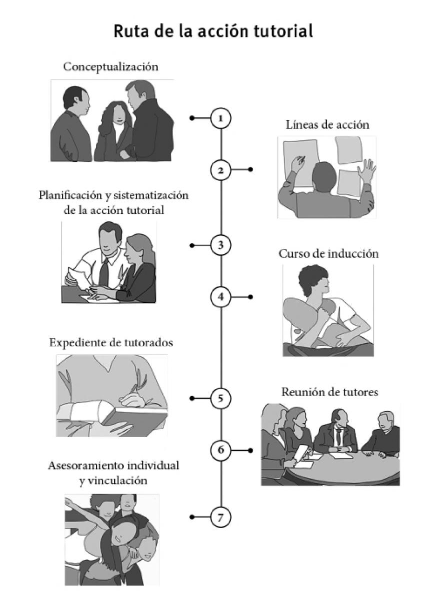 Ruta de la acción tutorial
Conceptualización
1
Líneas de acción
2
Planificación y sistematización
de la acción tutorial
3
Curso de inducción
4
Expediente de tutorados
5
Reunión de tutores
6
Asesoramiento individual
y vinculación
7